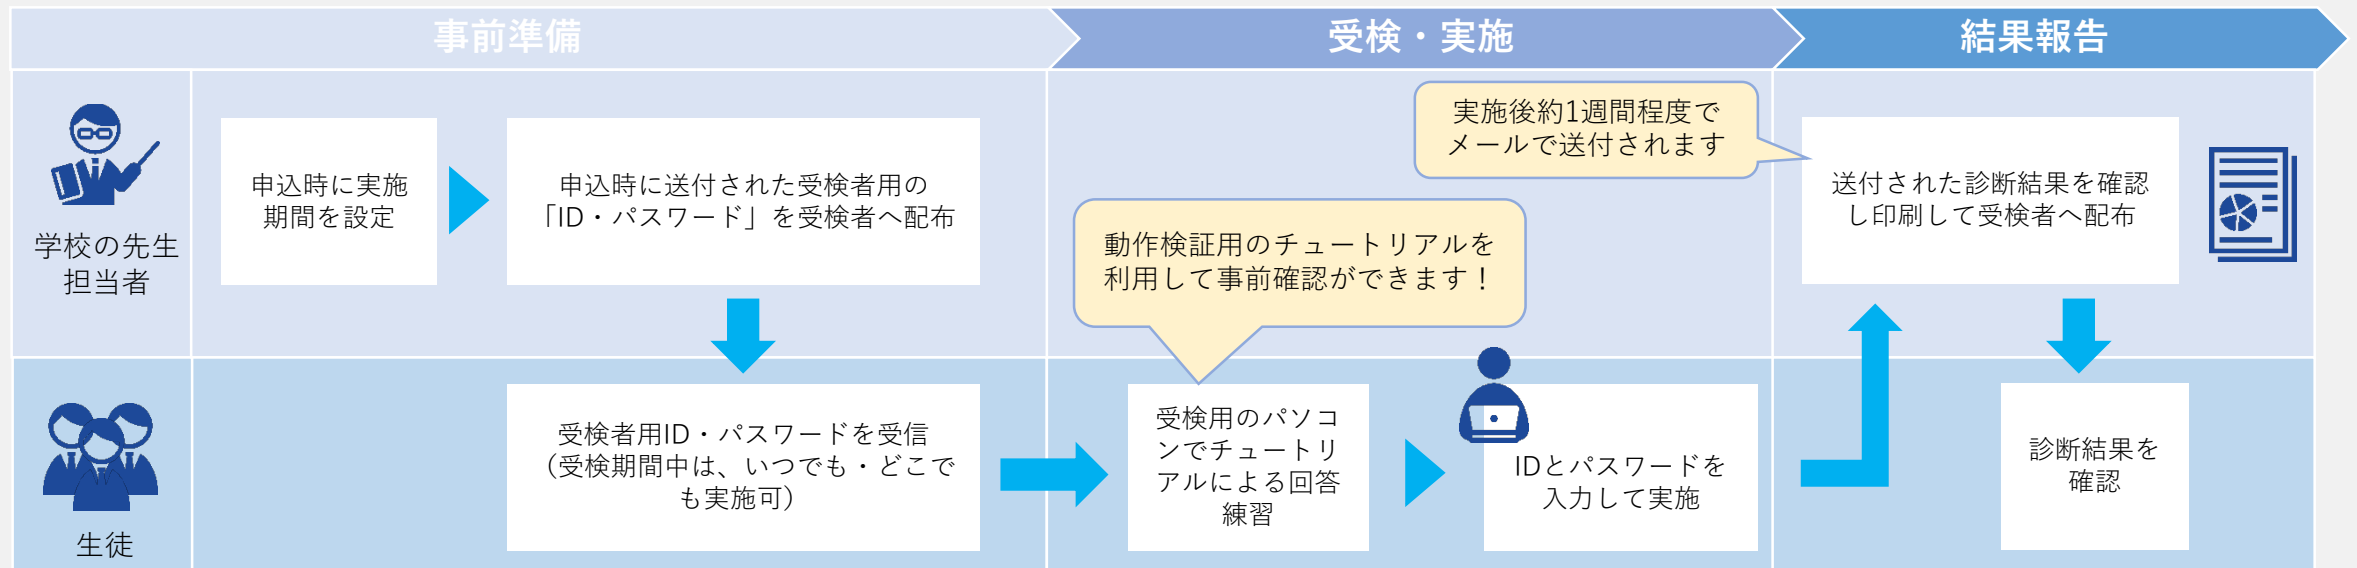 事前準備
受検・実施
結果報告
学校の先生
担当者
申込時に実施
期間を設定
申込時に送付された受検者用の
「ID・パスワード」を受検者へ配布
動作検証用のチュートリアルを
利用して事前確認ができます！
実施後約1週間程度で
メールで送付されます
送付された診断結果を確認
し印刷して受検者へ配布
生徒
受検者用ID・パスワードを受信
（受検期間中は、いつでも・どこで
も実施可）
受検用のパソコ
ンでチュートリ
アルによる回答
練習
IDとパスワードを
入力して実施
診断結果を
確認